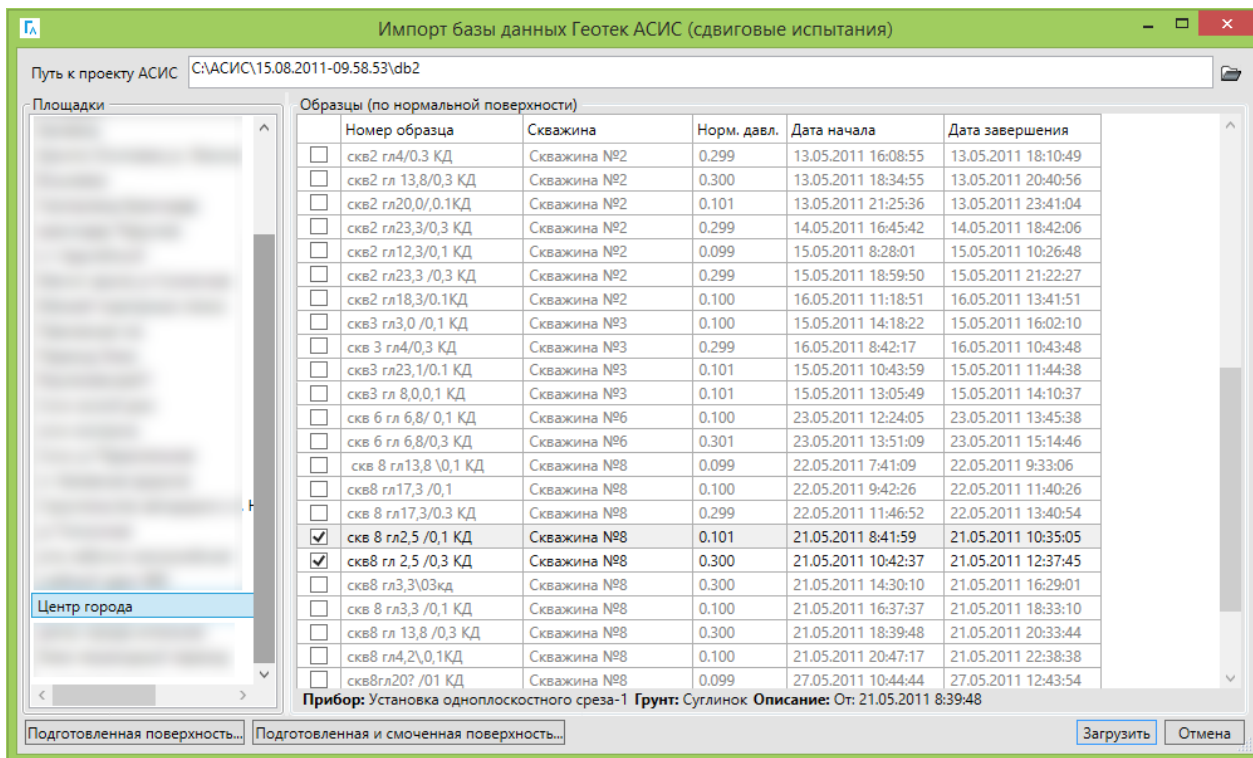 Импорт базы данных Геотек АСИС (сдвиговые испытания)
Путь к проекту АСИС C:\АСИС\15.08.2011-09.58.53\db2
Площадки
Центр города
Образцы (по нормальной поверхности)
Номер образца Скважина Норм. давл. Дата начала Дата завершения
скв2 гл4/0.3 КД Скважина №2 0.299 13.05.2011 16:08:55 13.05.2011 18:10:49
скв2 гл 13,8/0,3 КД Скважина №2 0.300 13.05.2011 18:34:55 13.05.2011 20:40:56
скв2 гл20,0/,0.1КД Скважина №2 0.101 13.05.2011 21:25:36 13.05.2011 23:41:04
скв2 гл23,3/0,3 КД Скважина №2 0.299 14.05.2011 16:45:42 14.05.2011 18:42:06
скв2 гл12,3/0,1 КД Скважина №2 0.099 15.05.2011 8:28:01 15.05.2011 10:26:48
скв2 гл23,3 /0,3 КД Скважина №2 0.299 15.05.2011 18:59:50 15.05.2011 21:22:27
скв2 гл18,3/0.1КД Скважина №2 0.100 16.05.2011 11:18:51 16.05.2011 13:41:51
скв3 гл3,0 /0,1 КД Скважина №3 0.100 15.05.2011 14:18:22 15.05.2011 16:02:10
скв 3 гл4/0,3 КД Скважина №3 0.299 16.05.2011 8:42:17 16.05.2011 10:43:48
скв3 гл23,1/0.1 КД Скважина №3 0.101 15.05.2011 10:43:59 15.05.2011 11:44:38
скв3 гл 8,0,0,1 КД Скважина №3 0.101 15.05.2011 13:05:49 15.05.2011 14:10:37
скв 6 гл 6,8/ 0,1 КД Скважина №6 0.100 23.05.2011 12:24:05 23.05.2011 13:45:38
скв 6 гл 6,8/0,3 КД Скважина №6 0.301 23.05.2011 13:51:09 23.05.2011 15:14:46
скв 8 гл13,8 \0,1 КД Скважина №8 0.099 22.05.2011 7:41:09 22.05.2011 9:33:06
скв8 гл17,3 /0,1 Скважина №8 0.100 22.05.2011 9:42:26 22.05.2011 11:40:26
скв 8 гл17,3/0.3 КД Скважина №8 0.299 22.05.2011 11:46:52 22.05.2011 13:40:54
скв 8 гл2,5 /0,1 КД Скважина №8 0.101 21.05.2011 8:41:59 21.05.2011 10:35:05
скв8 гл 2,5 /0,3 КД Скважина №8 0.300 21.05.2011 10:42:37 21.05.2011 12:37:45
скв8 гл3,3\03кд Скважина №8 0.300 21.05.2011 14:30:10 21.05.2011 16:29:01
скв 8 гл3,3 /0,1 КД Скважина №8 0.100 21.05.2011 16:37:37 21.05.2011 18:33:10
скв8 гл 13,8 /0,3 КД Скважина №8 0.300 21.05.2011 18:39:48 21.05.2011 20:33:44
скв8 гл4,2\,0,1КД Скважина №8 0.100 21.05.2011 20:47:17 21.05.2011 22:38:38
скв8гл20? /01 КД Скважина №8 0.099 27.05.2011 10:44:44 27.05.2011 12:43:54
Прибор: Установка одноплоскостного среза-1 Грунт: Суглинок Описание: От: 21.05.2011 8:39:48
Подготовленная поверхность... Подготовленная и смоченная поверхность... Загрузить Отмена